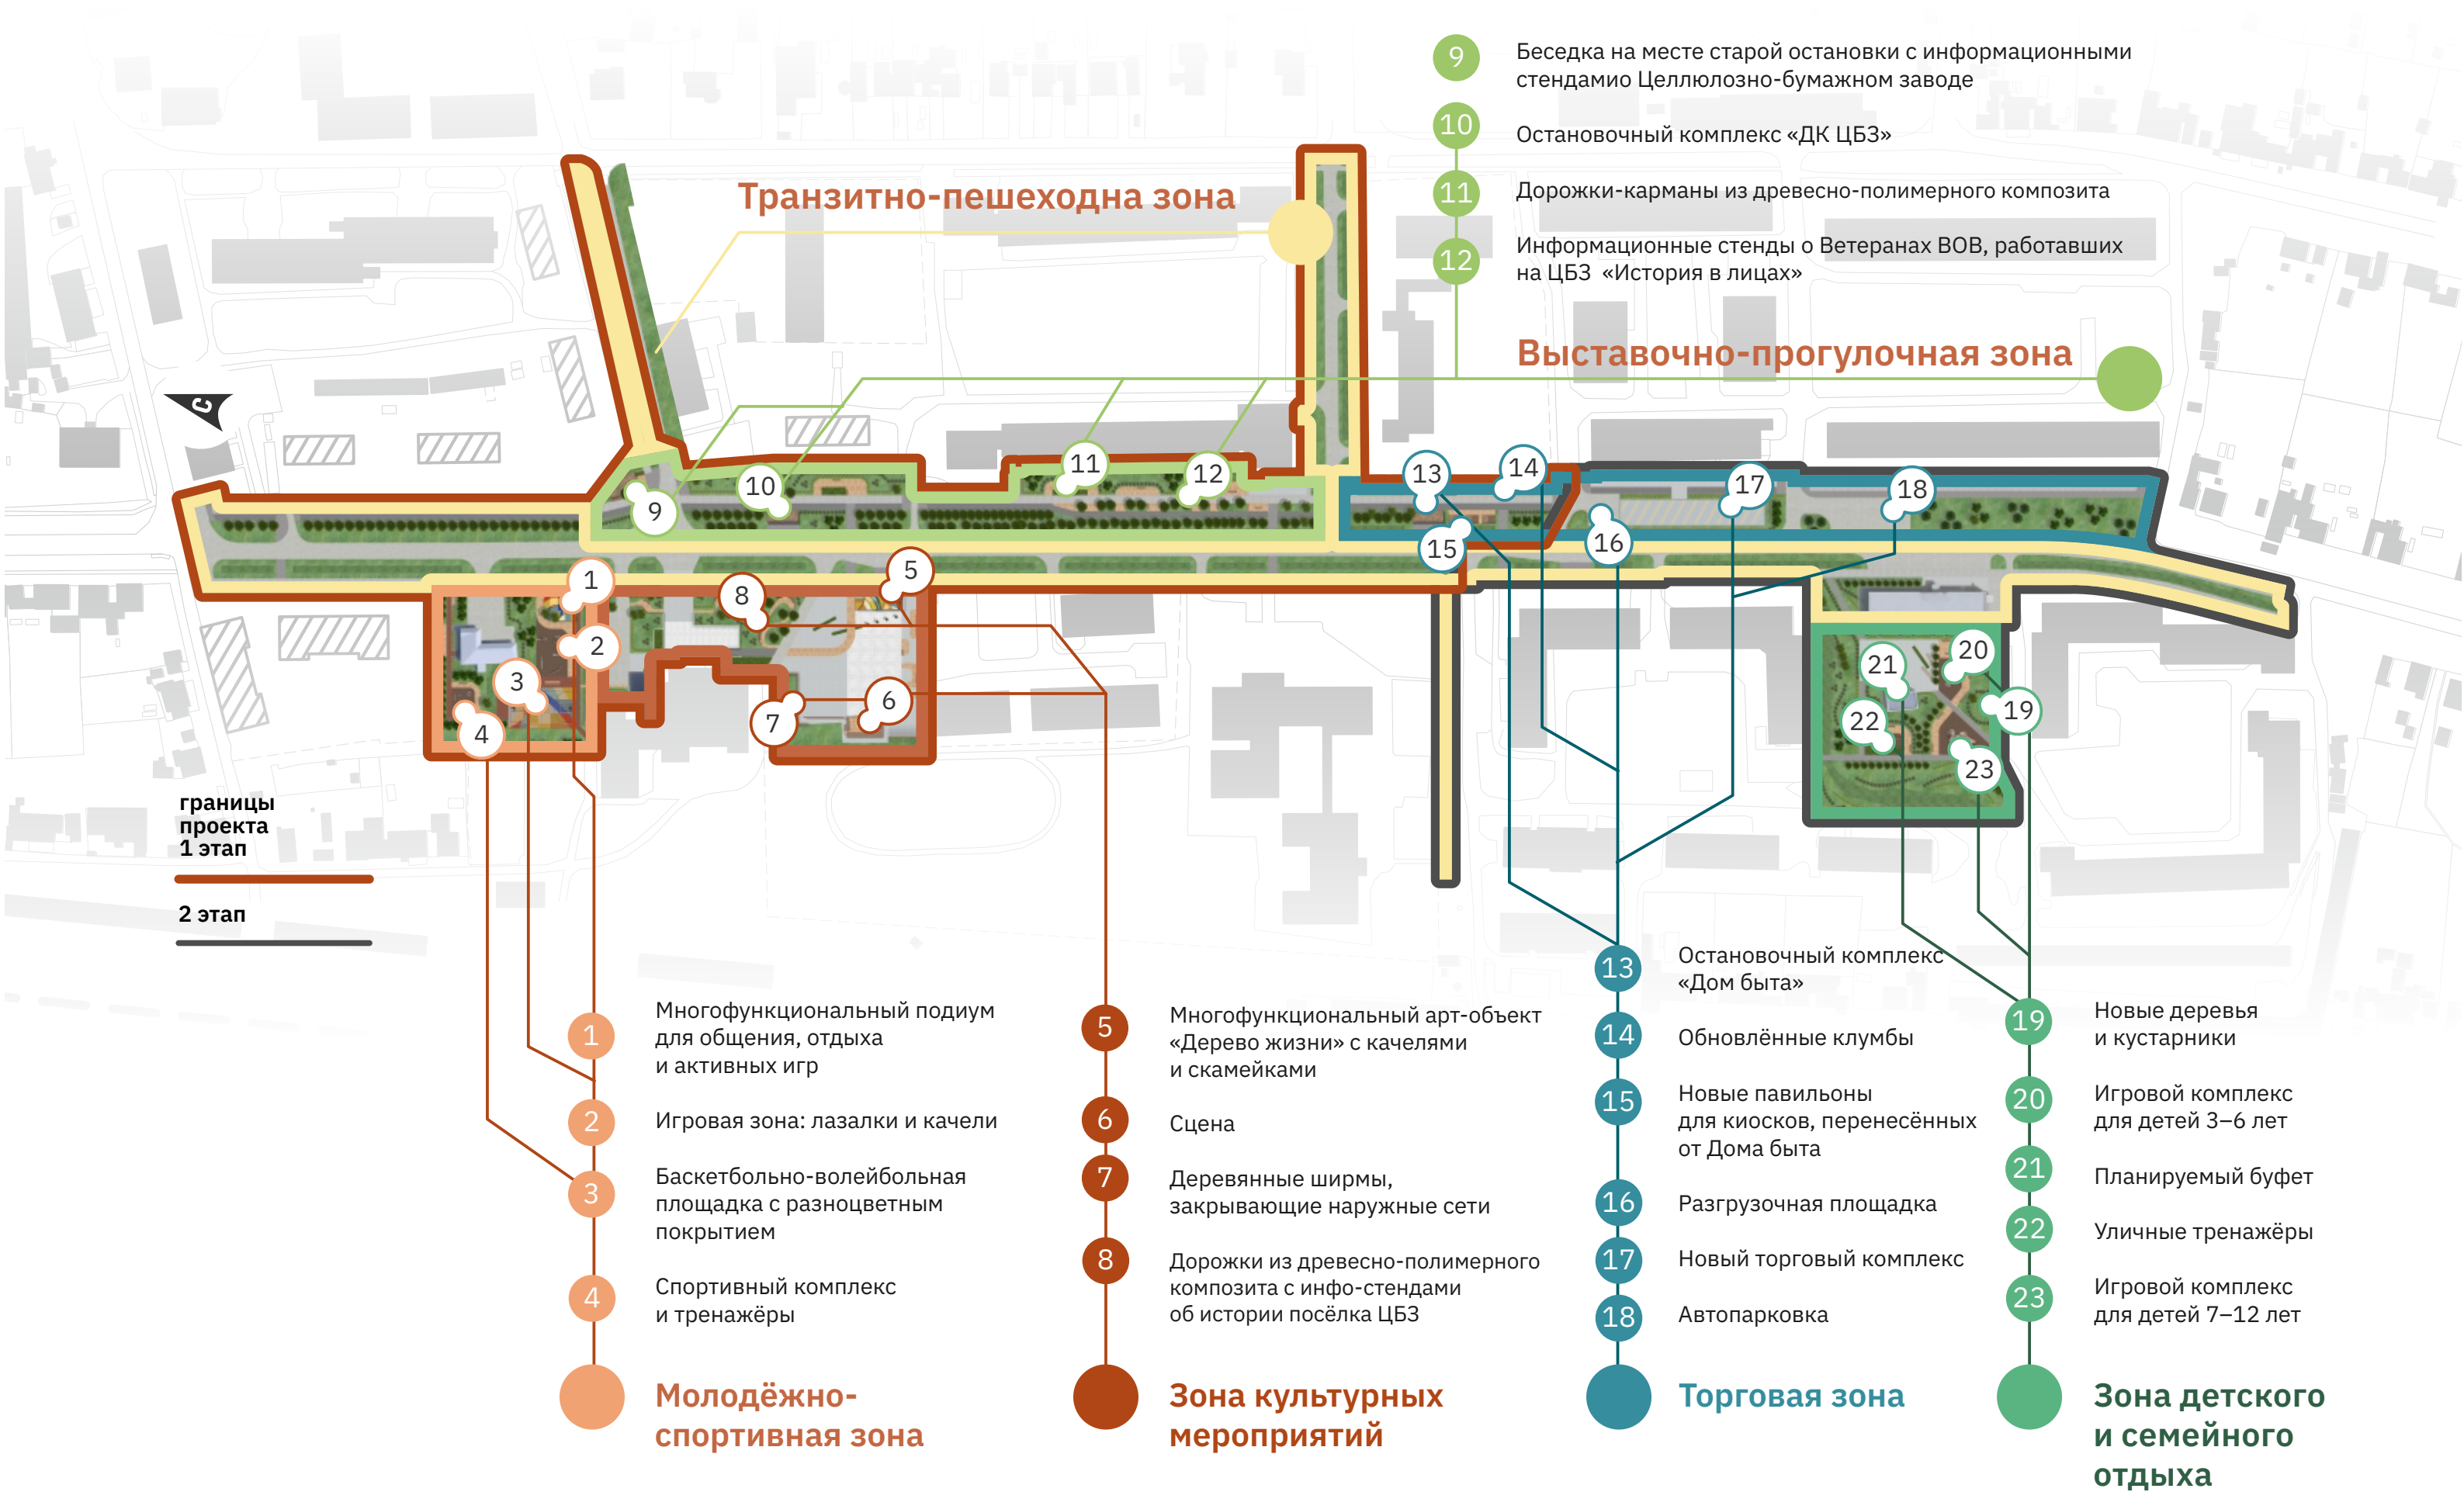 9
Беседка на месте старой остановки с информационными
стендамио Целлюлозно-бумажном заводе
10
Остановочный комплекс «ДК ЦБЗ»
11
Дорожки-карманы из древесно-полимерного композита
12
Информационные стенды о Ветеранах ВОВ, работавших
на ЦБЗ «История в лицах»
Транзитно-пешеходна зона
Выставочно-прогулочная зона
С
9
10
11
12
13
14
15
16
17
18
1
2
3
4
5
6
7
8
19
20
21
22
23
границы
проекта
1 этап
2 этап
1
Многофункциональный подиум
для общения, отдыха
и активных игр
2
Игровая зона: лазалки и качели
3
Баскетбольно-волейбольная
площадка с разноцветным
покрытием
4
Спортивный комплекс
и тренажёры
Молодёжно-
спортивная зона
5
Многофункциональный арт-объект
«Дерево жизни» с качелями
и скамейками
6
Сцена
7
Деревянные ширмы,
закрывающие наружные сети
8
Дорожки из древесно-полимерного
композита с инфо-стендами
об истории посёлка ЦБЗ
Зона культурных
мероприятий
13
Остановочный комплекс
«Дом быта»
14
Обновлённые клумбы
15
Новые павильоны
для киосков, перенесённых
от Дома быта
16
Разгрузочная площадка
17
Новый торговый комплекс
18
Автопарковка
Торговая зона
19
Новые деревья
и кустарники
20
Игровой комплекс
для детей 3–6 лет
21
Планируемый буфет
22
Уличные тренажёры
23
Игровой комплекс
для детей 7–12 лет
Зона детского
и семейного
отдыха